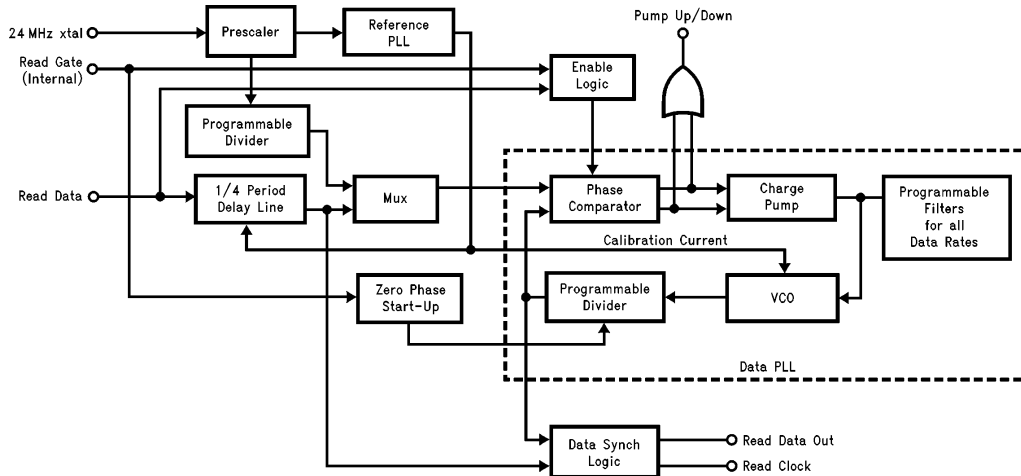 Pump Up/Down
24 MHz xtal
Prescaler
Reference
PLL
Read Gate
(Internal)
Enable
Logic
Programmable
Divider
Read Data
1/4 Period
Delay Line
Mux
Phase
Comparator
Charge
Pump
Programmable
Filters
for all
Data Rates
Calibration Current
Zero Phase
Start-Up
Programmable
Divider
VCO
Data PLL
Data Synch
Logic
Read Data Out
Read Clock